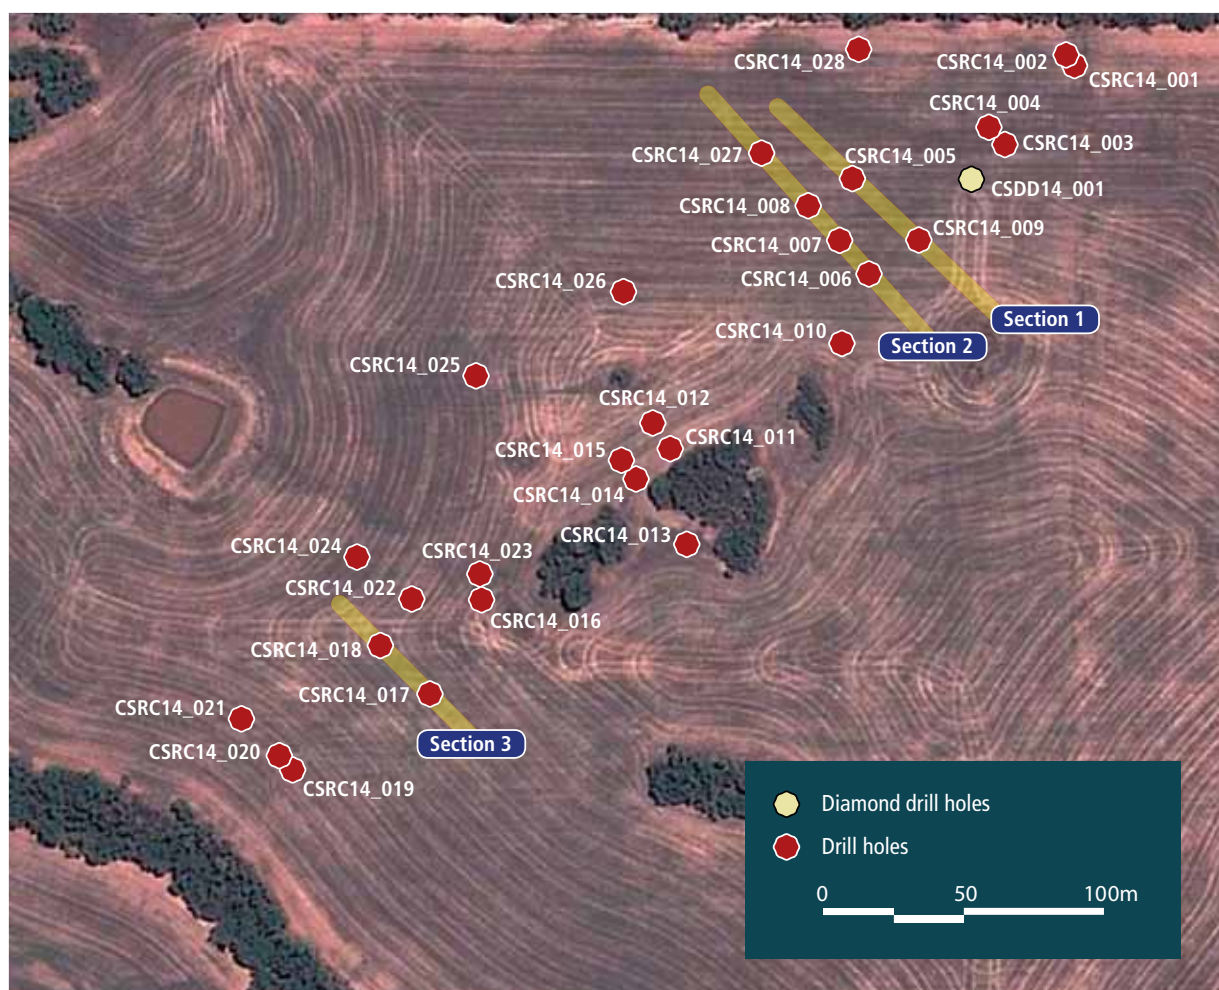 CSRC14_028
CSRC14_002
CSRC14_001
CSRC14_004
CSRC14_003
CSRC14_027
CSRC14_005
CSDD14_001
CSRC14_008
CSRC14_009
CSRC14_007
CSRC14_006
CSRC14_026
Section 1
CSRC14_010
Section 2
CSRC14_025
CSRC14_012
CSRC14_011
CSRC14_015
CSRC14_014
CSRC14_013
CSRC14_024
CSRC14_023
CSRC14_022
CSRC14_016
CSRC14_018
CSRC14_017
CSRC14_021
Section 3
CSRC14_020
CSRC14_019
Diamond drill holes
Drill holes
0 50 100m